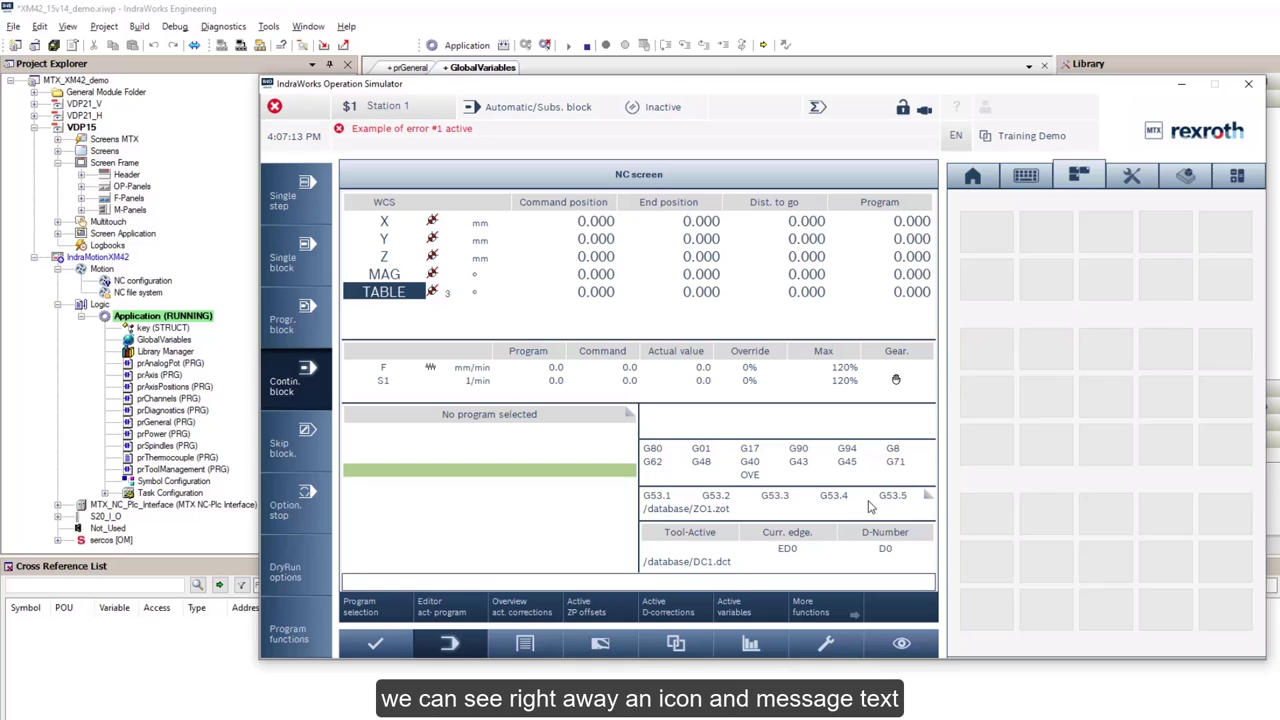 *XM42_15v14_demo.xiwp - IndraWorks Engineering
File Edit View Project Build Debug Diagnostics Tools Window Help
Application
Project Explorer
prGeneral GlobalVariables
Library
MTX_XM42_demo
General Module Folder
VDP21_V
VDP21_H
VDP15
Screens MTX
Screens
Screen Frame
Header
OP-Panels
F-Panels
M-Panels
Multitouch
Screen Application
Logbooks
IndraMotionXM42
Motion
NC configuration
NC file system
Logic
Application (RUNNING)
key (STRUCT)
GlobalVariables
Library Manager
prAnalogPot (PRG)
prAxis (PRG)
prAxisPositions (PRG)
prChannels (PRG)
prDiagnostics (PRG)
prGeneral (PRG)
prPower (PRG)
prSpindles (PRG)
prThermocouple (PRG)
prToolManagement (PRG)
Symbol Configuration
Task Configuration
MTX_NC_Plc_Interface (MTX NC-Plc Interface)
S20_I_O
Not_Used
sercos [OM]
Cross Reference List
Symbol POU Variable Access Type Addres
IndraWorks Operation Simulator
$1 Station 1 Automatic/Subs. block Inactive
4:07:13 PM Example of error #1 active EN Training Demo
MTX rexroth
Single step
Single block
Progr. block
Contin. block
Skip block.
Option. stop
DryRun options
Program functions
NC screen
WCS Command position End position Dist. to go Program
X mm 0.000 0.000 0.000 0.000
Y mm 0.000 0.000 0.000 0.000
Z mm 0.000 0.000 0.000 0.000
MAG ° 0.000 0.000 0.000 0.000
TABLE 3 ° 0.000 0.000 0.000 0.000
Program Command Actual value Override Max Gear.
F mm/min 0.0 0.0 0.0 0% 120%
S1 1/min 0.0 0.0 0.0 0% 120%
No program selected
G80 G01 G17 G90 G94 G8
G62 G48 G40 G43 G45 G71
OVE
G53.1 G53.2 G53.3 G53.4 G53.5
/database/ZO1.zot
Tool-Active Curr. edge. D-Number
ED0 D0
/database/DC1.dct
Program selection
Editor act- program
Overview act. corrections
Active ZP offsets
Active D-corrections
Active variables
More functions
we can see right away an icon and message text